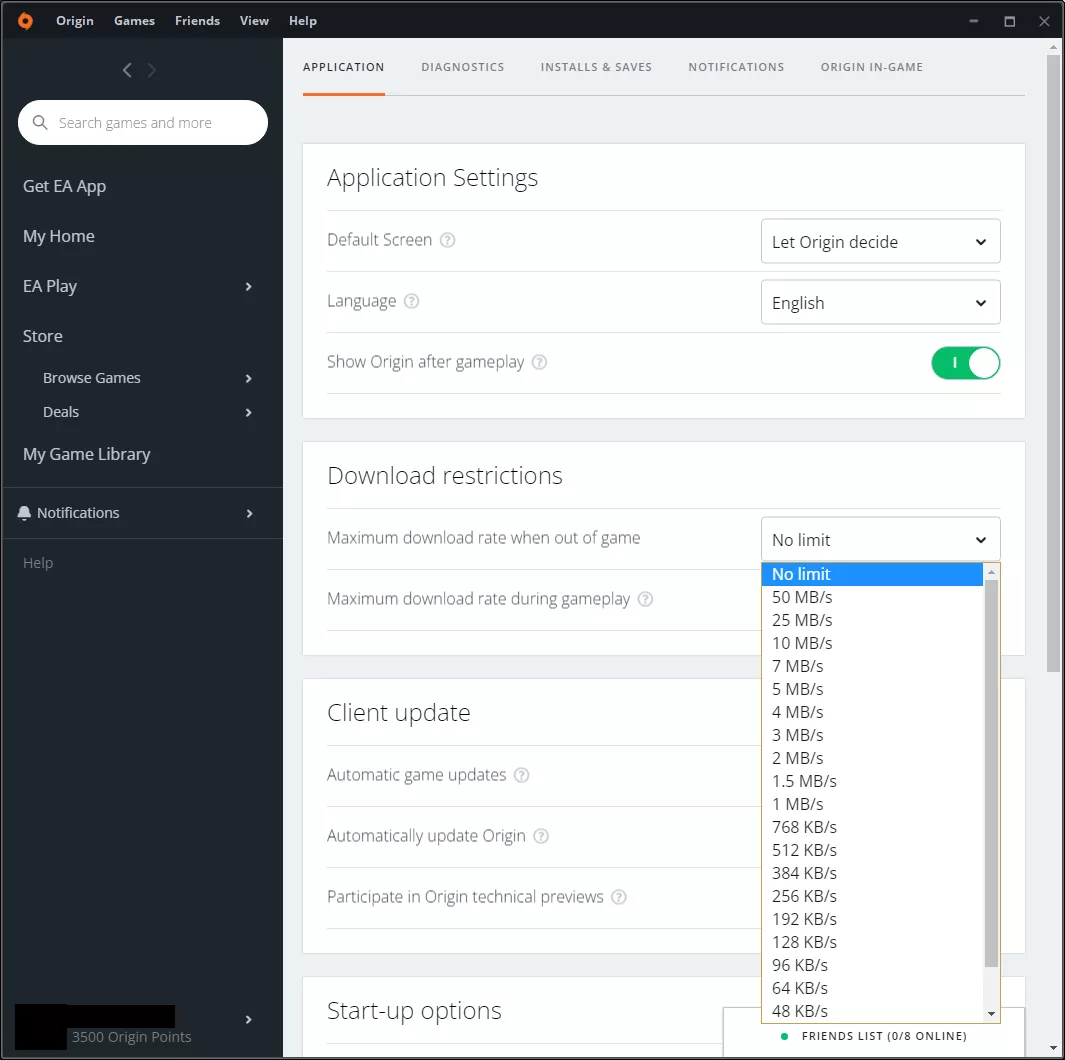 Origin Games Friends View Help
Search games and more
Get EA App
My Home
EA Play
Store
Browse Games
Deals
My Game Library
Notifications
Help
3500 Origin Points
APPLICATION DIAGNOSTICS INSTALLS & SAVES NOTIFICATIONS ORIGIN IN-GAME
Application Settings
Default Screen ? Let Origin decide
Language ? English
Show Origin after gameplay ? I
Download restrictions
Maximum download rate when out of game No limit
Maximum download rate during gameplay ?
No limit
50 MB/s
25 MB/s
10 MB/s
7 MB/s
5 MB/s
4 MB/s
3 MB/s
2 MB/s
1.5 MB/s
1 MB/s
768 KB/s
512 KB/s
384 KB/s
256 KB/s
192 KB/s
128 KB/s
96 KB/s
64 KB/s
48 KB/s
Client update
Automatic game updates ?
Automatically update Origin ?
Participate in Origin technical previews ?
Start-up options
FRIENDS LIST (0/8 ONLINE)